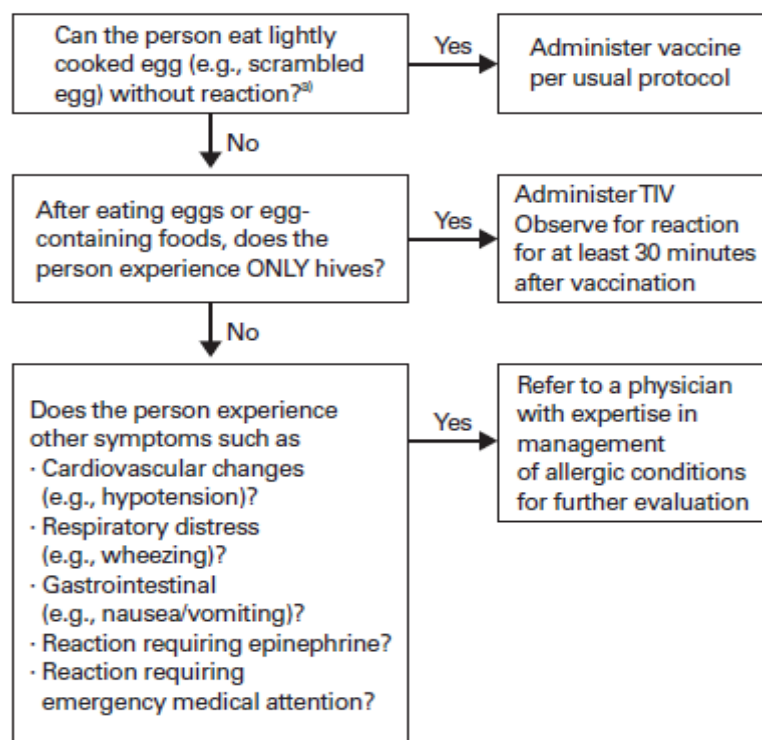 Can the person eat lightly
cooked egg (e.g., scrambled
egg) without reaction?a)
Yes
Administer vaccine
per usual protocol
No
After eating eggs or egg-
containing foods, does the
person experience ONLY hives?
Yes
Administer TIV
Observe for reaction
for at least 30 minutes
after vaccination
No
Does the person experience
other symptoms such as
· Cardiovascular changes
(e.g., hypotension)?
· Respiratory distress
(e.g., wheezing)?
· Gastrointestinal
(e.g., nausea/vomiting)?
· Reaction requiring epinephrine?
· Reaction requiring
emergency medical attention?
Yes
Refer to a physician
with expertise in
management
of allergic conditions
for further evaluation